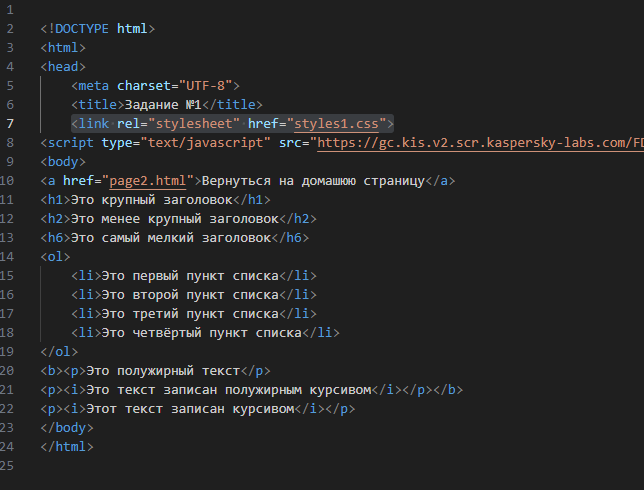 1
2 <!DOCTYPE html>
3 <html>
4 <head>
5 <meta charset="UTF-8">
6 <title>Задание №1</title>
7 <link rel="stylesheet" href="styles1.css">
8 <script type="text/javascript" src="https://gc.kis.v2.scr.kaspersky-labs.com/FD
9 <body>
10 <a href="page2.html">Вернуться на домашюю страницу</a>
11 <h1>Это крупный заголовок</h1>
12 <h2>Это менее крупный заголовок</h2>
13 <h6>Это самый мелкий заголовок</h6>
14 <ol>
15 <li>Это первый пункт списка</li>
16 <li>Это второй пункт списка</li>
17 <li>Это третий пункт списка</li>
18 <li>Это четвёртый пункт списка</li>
19 </ol>
20 <b><p>Это полужирный текст</p>
21 <p><i>Это текст записан полужирным курсивом</i></p></b>
22 <p><i>Этот текст записан курсивом</i></p>
23 </body>
24 </html>
25